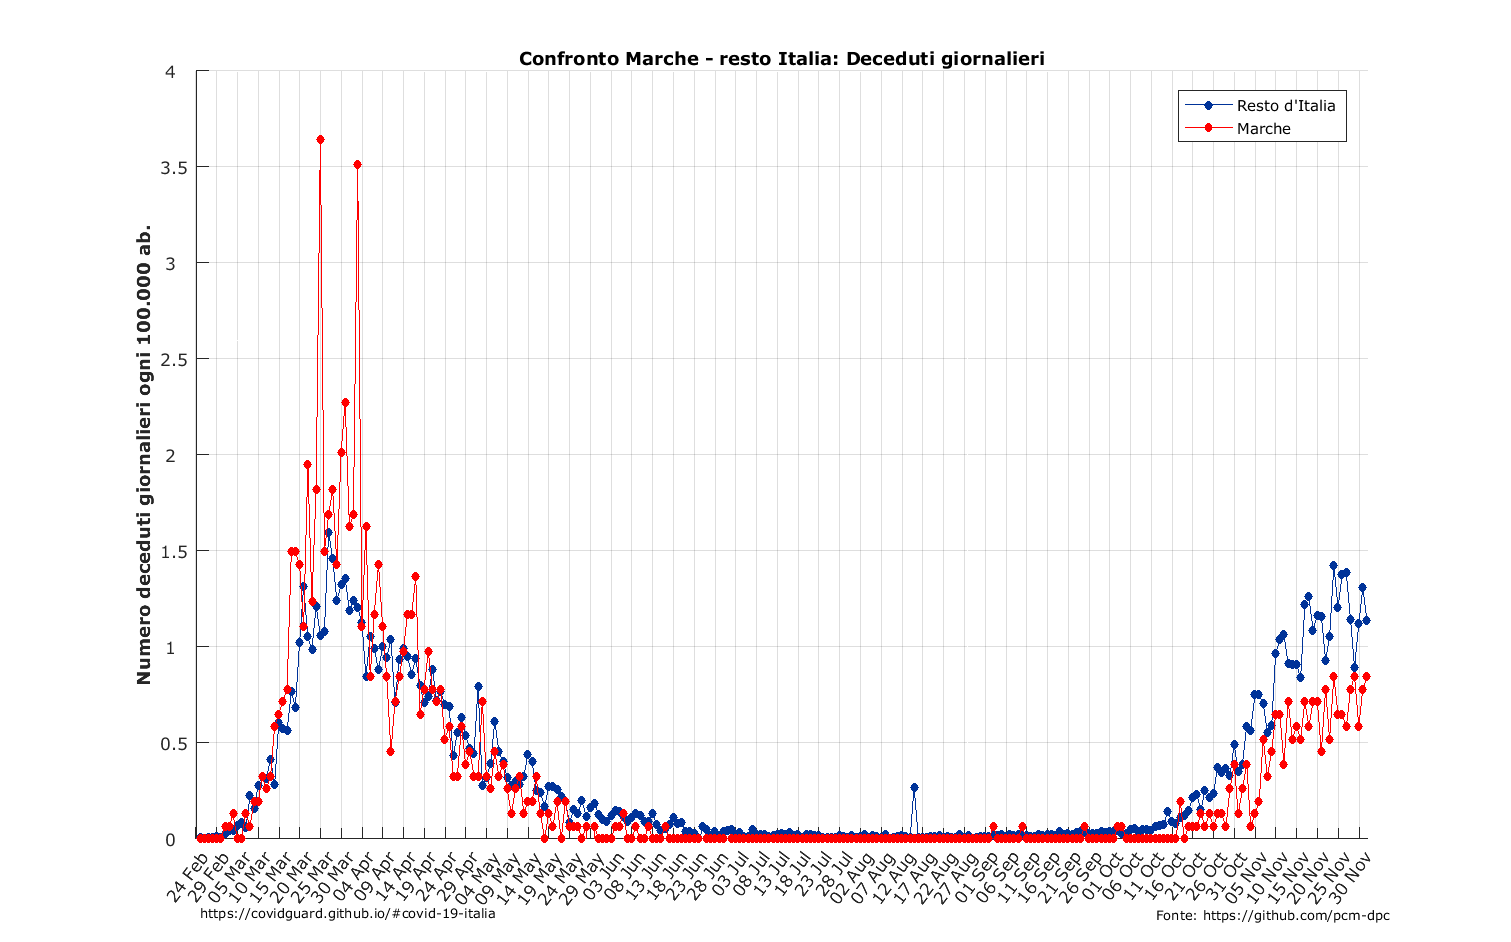 Confronto Marche - resto Italia: Deceduti giornalieri
Resto d'Italia
Marche
Numero deceduti giornalieri ogni 100.000 ab.
4
3.5
3
2.5
2
1.5
1
0.5
0
24 Feb
29 Feb
05 Mar
10 Mar
15 Mar
20 Mar
25 Mar
30 Mar
04 Apr
09 Apr
14 Apr
19 Apr
24 Apr
29 Apr
04 May
09 May
14 May
19 May
24 May
29 May
03 Jun
08 Jun
13 Jun
18 Jun
23 Jun
28 Jun
03 Jul
08 Jul
13 Jul
18 Jul
23 Jul
28 Jul
02 Aug
07 Aug
12 Aug
17 Aug
22 Aug
27 Aug
01 Sep
06 Sep
11 Sep
16 Sep
21 Sep
26 Sep
01 Oct
06 Oct
11 Oct
16 Oct
21 Oct
26 Oct
31 Oct
05 Nov
10 Nov
15 Nov
20 Nov
25 Nov
30 Nov
https://covidguard.github.io/#covid-19-italia
Fonte: https://github.com/pcm-dpc